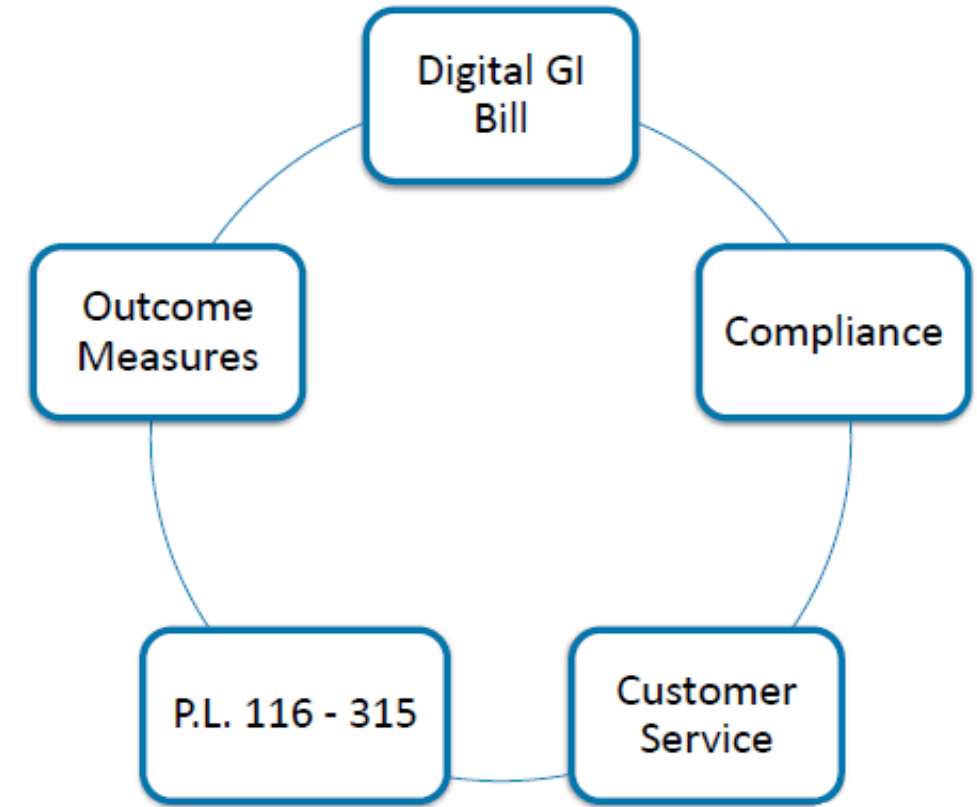 Digital GI
Bill
Compliance
Customer
Service
P.L. 116 - 315
Outcome
Measures